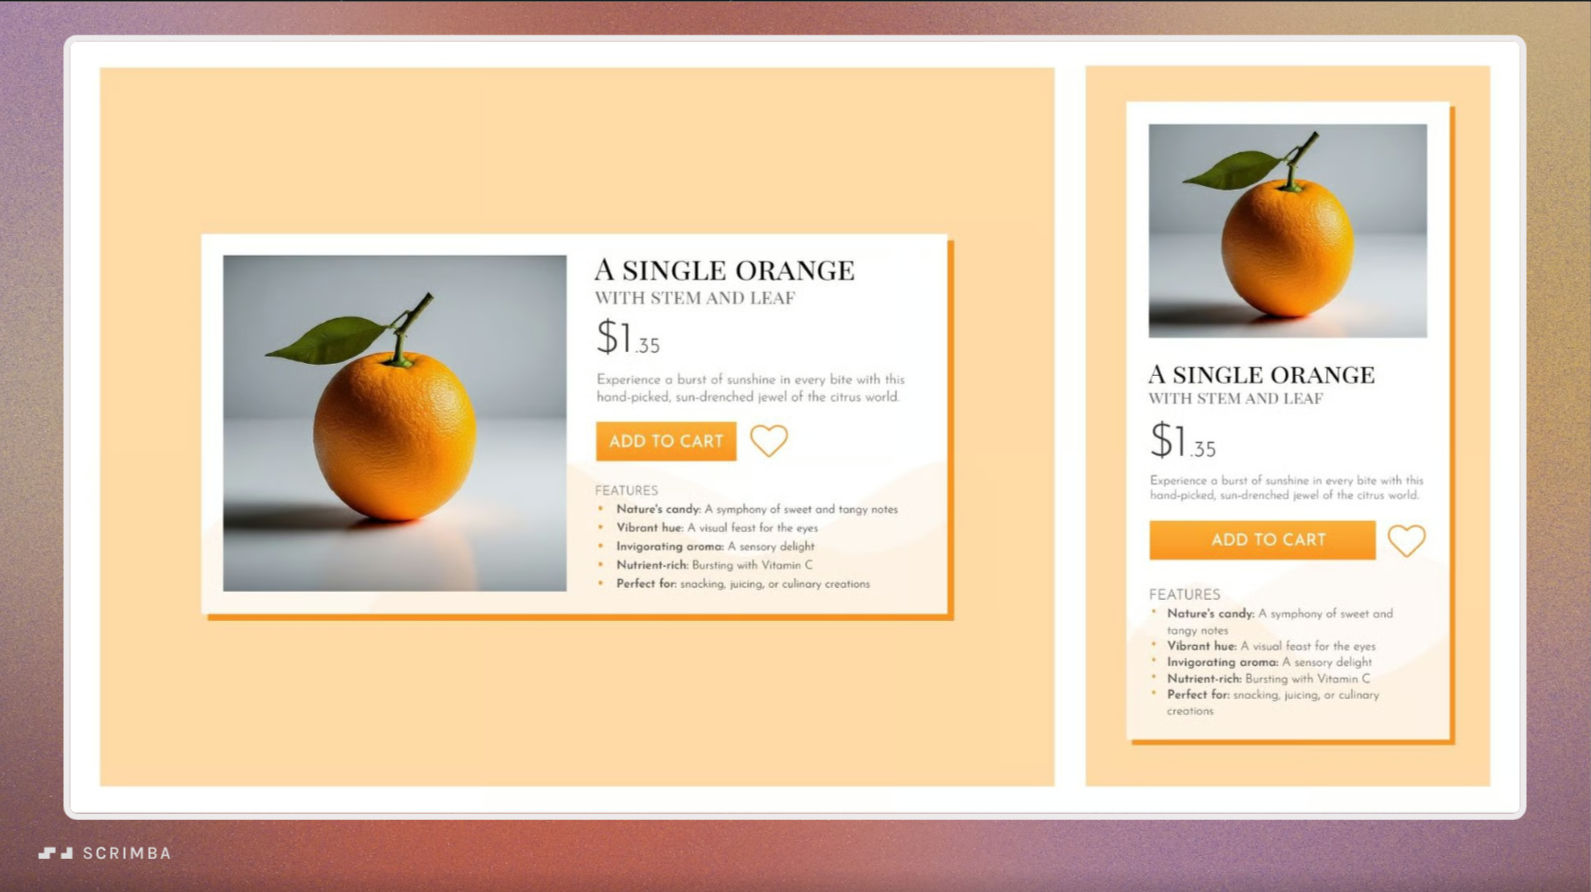 A SINGLE ORANGE
WITH STEM AND LEAF
$1.35
Experience a burst of sunshine in every bite with this
hand-picked, sun-drenched jewel of the citrus world.
ADD TO CART
FEATURES
• Nature's candy: A symphony of sweet and tangy notes
• Vibrant hue: A visual feast for the eyes
• Invigorating aroma: A sensory delight
• Nutrient-rich: Bursting with Vitamin C
• Perfect for: snacking, juicing, or culinary creations
A SINGLE ORANGE
WITH STEM AND LEAF
$1.35
Experience a burst of sunshine in every bite with this
hand-picked, sun-drenched jewel of the citrus world.
ADD TO CART
FEATURES
• Nature's candy: A symphony of sweet and
tangy notes
• Vibrant hue: A visual feast for the eyes
• Invigorating aroma: A sensory delight
• Nutrient-rich: Bursting with Vitamin C
• Perfect for: snacking, juicing, or culinary
creations
SCRIMBA